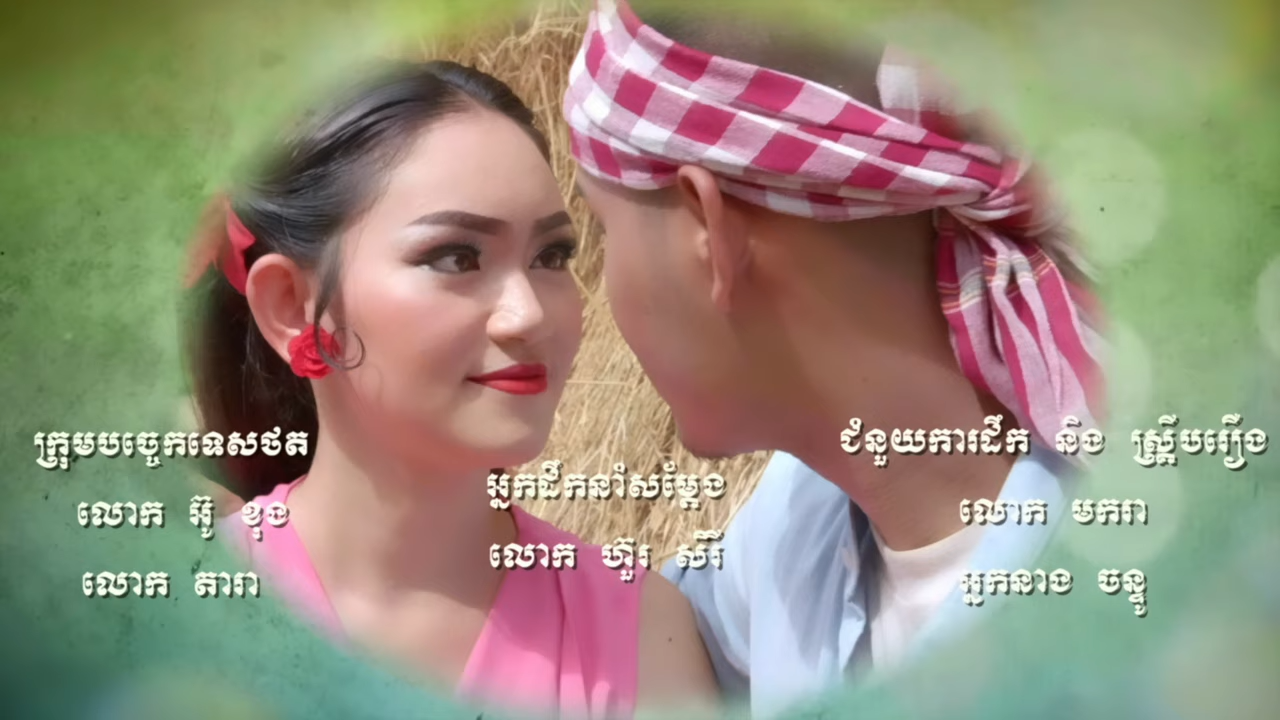 ក្រុមបច្ចេកទេសថត
លោក អ៊ូ ខុង
លោក តារា
អ្នកដឹកនាំសម្ដែង
លោក ហ៊ួរ សំរឺ
ជំនួយការដឹក និង ស្គ្រីបរឿង
លោក មករា
អ្នកនាង ចន្ទូ